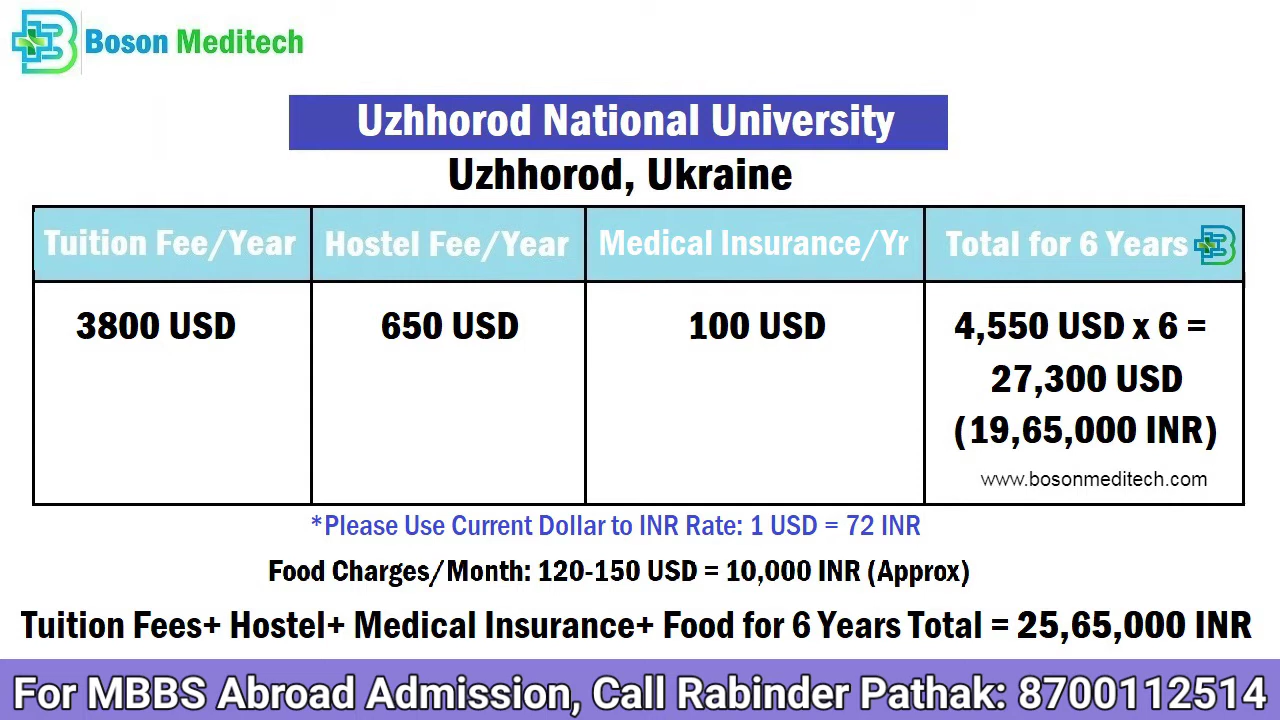 Boson Meditech
Uzhhorod National University
Uzhhorod, Ukraine
Tuition Fee/Year Hostel Fee/Year Medical Insurance/Yr Total for 6 Years
3800 USD 650 USD 100 USD 4,550 USD x 6 =
27,300 USD
(19,65,000 INR)
www.bosonmeditech.com
*Please Use Current Dollar to INR Rate: 1 USD = 72 INR
Food Charges/Month: 120-150 USD = 10,000 INR (Approx)
Tuition Fees+ Hostel+ Medical Insurance+ Food for 6 Years Total = 25,65,000 INR
For MBBS Abroad Admission, Call Rabinder Pathak: 8700112514